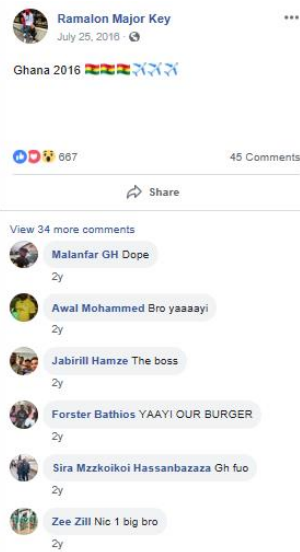 Ramalon Major Key
July 25, 2016 ·
Ghana 2016 🇬🇭🇬🇭🇬🇭✈️✈️✈️
667
45 Comments
Share
View 34 more comments
Malanfar GH Dope
2y
Awal Mohammed Bro yaaaayi
2y
Jabirill Hamze The boss
2y
Forster Bathios YAAYI OUR BURGER
2y
Sira Mzzkoikoi Hassanbazaza Gh fuo
2y
Zee Zill Nic 1 big bro
2y